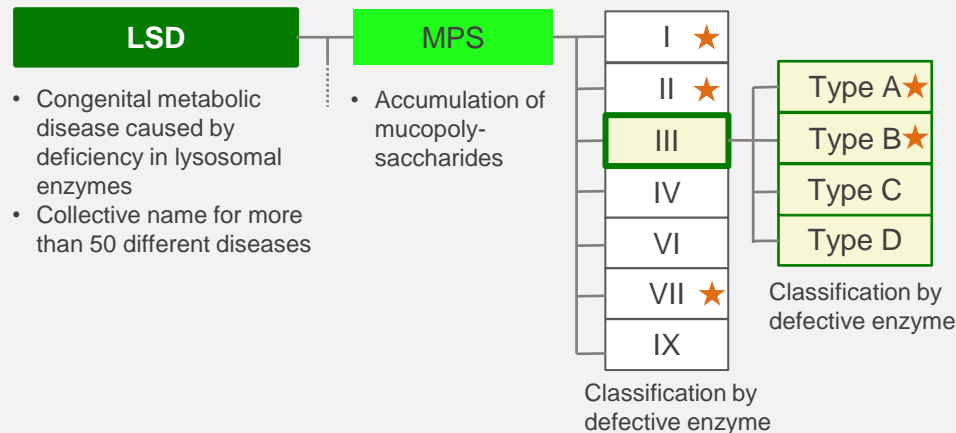 LSD
• Congenital metabolic
disease caused by
deficiency in lysosomal
enzymes
• Collective name for more
than 50 different diseases
MPS
• Accumulation of
mucopoly-
saccharides
I
II
III
IV
VI
VII
IX
Classification by
defective enzyme
Type A
Type B
Type C
Type D
Classification by
defective enzyme